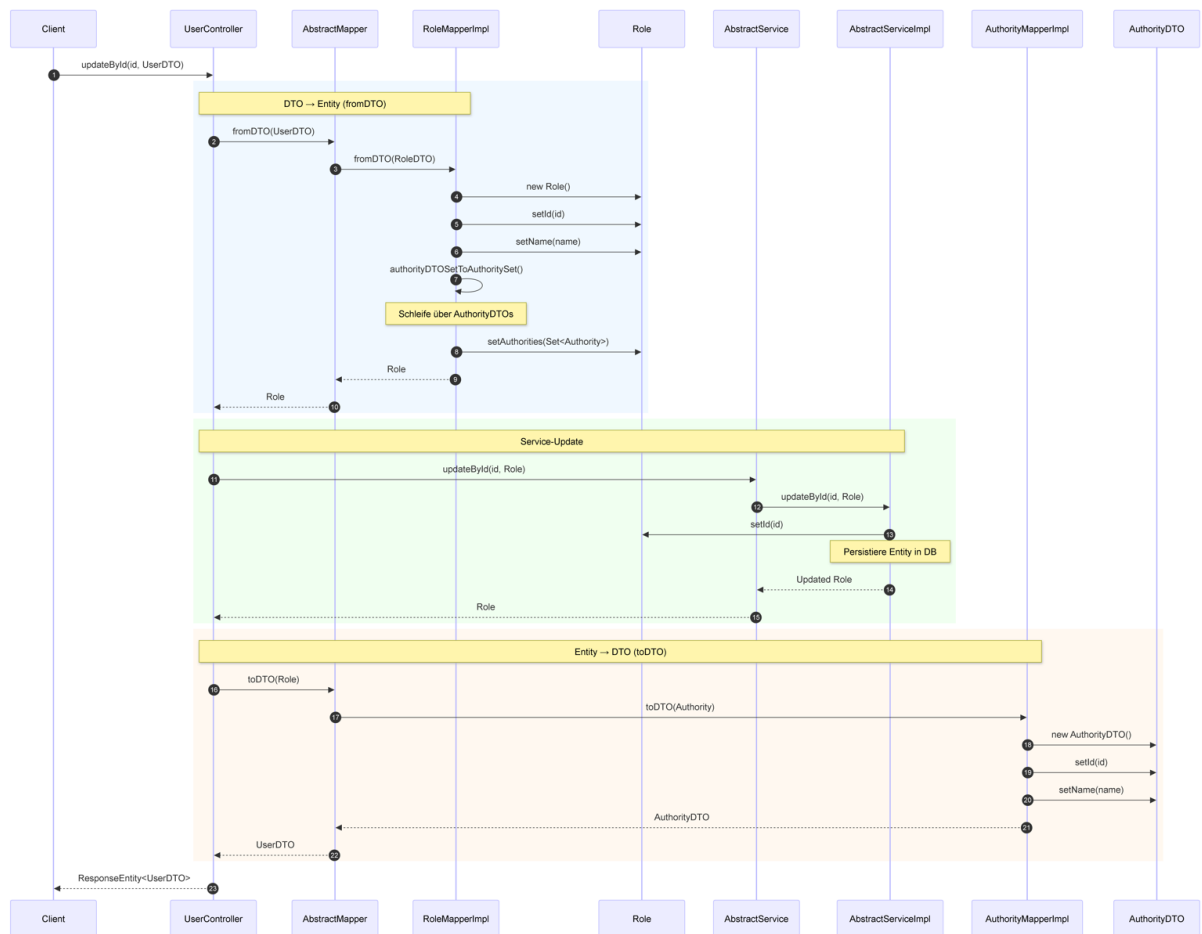 Client
UserController
AbstractMapper
RoleMapperImpl
Role
AbstractService
AbstractServiceImpl
AuthorityMapperImpl
AuthorityDTO
updateById(id, UserDTO)
1
DTO → Entity (fromDTO)
fromDTO(UserDTO)
2
fromDTO(RoleDTO)
3
new Role()
4
setId(id)
5
setName(name)
6
authorityDTOSetToAuthoritySet()
7
Schleife über AuthorityDTOs
setAuthorities(Set<Authority>)
8
Role
9
Role
10
Service-Update
updateById(id, Role)
11
updateById(id, Role)
12
setId(id)
13
Persistiere Entity in DB
Updated Role
14
Role
15
Entity → DTO (toDTO)
toDTO(Role)
16
toDTO(Authority)
17
new AuthorityDTO()
18
setId(id)
19
setName(name)
20
AuthorityDTO
21
UserDTO
22
ResponseEntity<UserDTO>
23
Client
UserController
AbstractMapper
RoleMapperImpl
Role
AbstractService
AbstractServiceImpl
AuthorityMapperImpl
AuthorityDTO